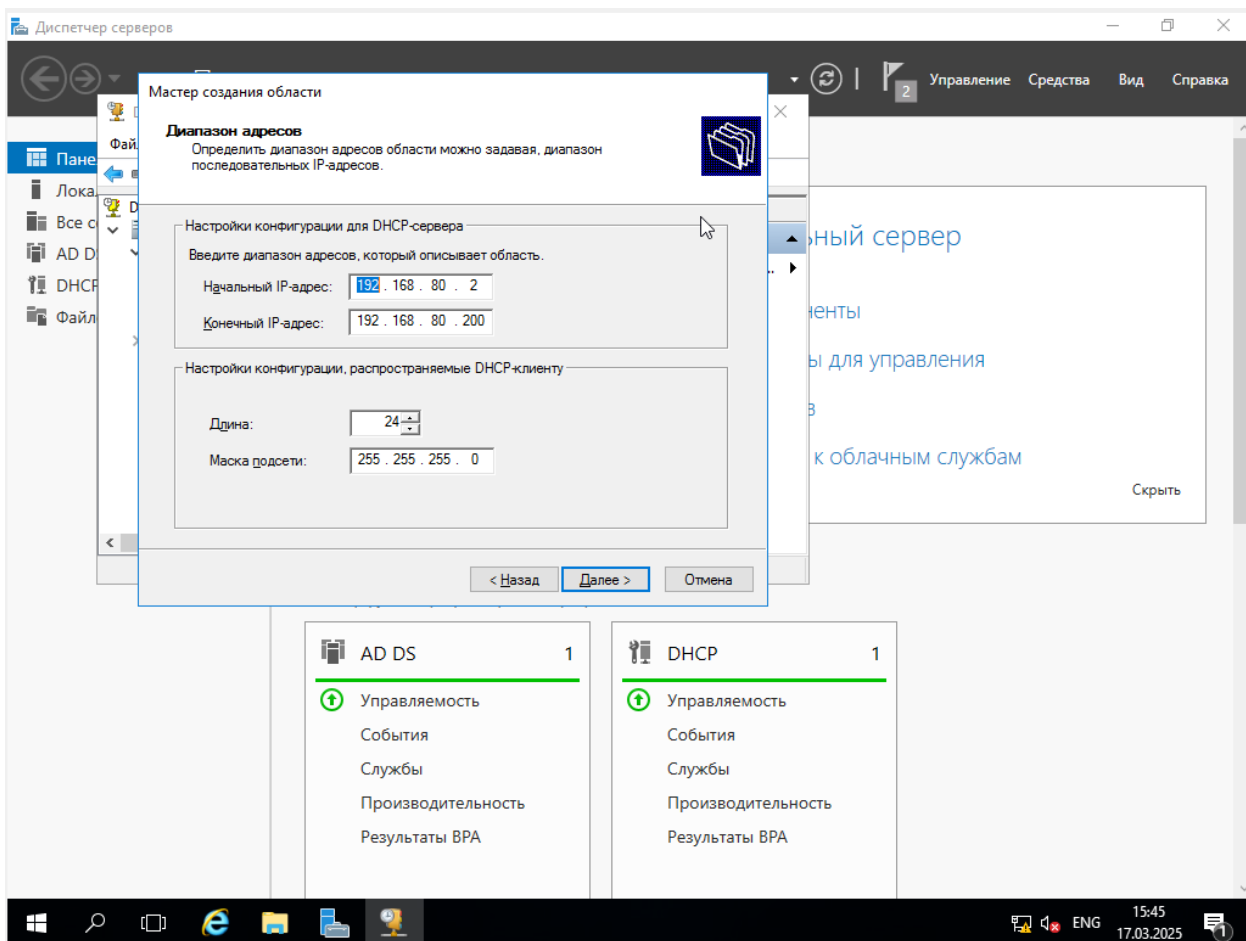 Диспетчер серверов
2 Управление Средства Вид Справка
Мастер создания области
Диапазон адресов
Определить диапазон адресов области можно задавая, диапазон
последовательных IP-адресов.
Настройки конфигурации для DHCP-сервера
Введите диапазон адресов, который описывает область.
Начальный IP-адрес: 192 . 168 . 80 . 2
Конечный IP-адрес: 192 . 168 . 80 . 200
Настройки конфигурации, распространяемые DHCP-клиенту
Длина: 24
Маска подсети: 255 . 255 . 255 . 0
< Назад Далее > Отмена
Фай
Пане
Лока
Все с
AD D
DHCP
Файл
ный сервер
ненты
ы для управления
в
к облачным службам
Скрыть
AD DS 1
Управляемость
События
Службы
Производительность
Результаты BPA
DHCP 1
Управляемость
События
Службы
Производительность
Результаты BPA
ENG
15:45
17.03.2025
1